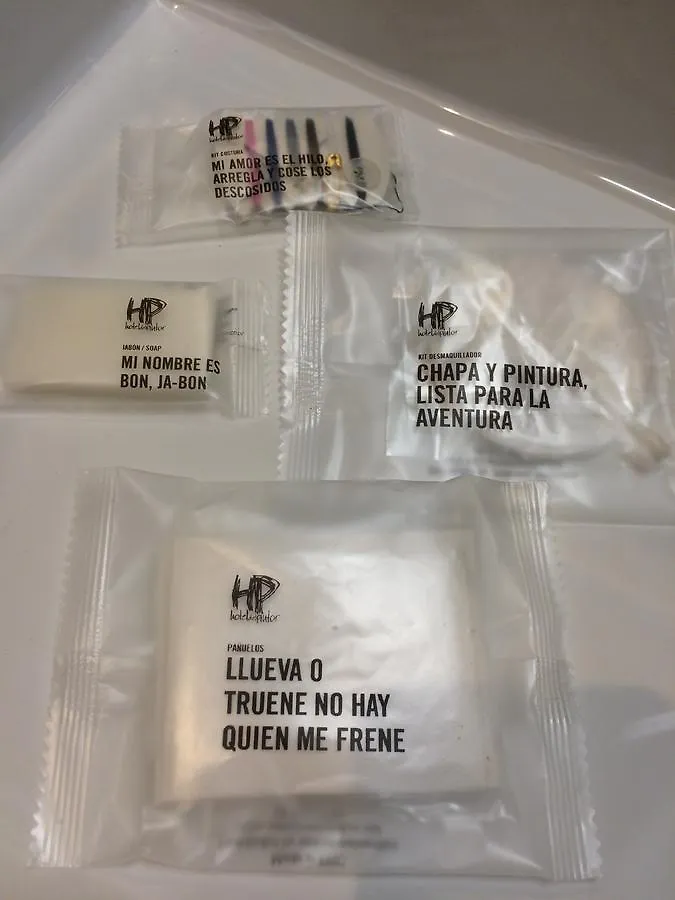 HP
KIT COSTURA
MI AMOR ES EL HILO,
ARREGLA Y COSE LOS
DESCOSIDOS
HP
JABÓN / SOAP
MI NOMBRE ES
BON, JA-BON
HP
KIT DESMAQUILLADOR
CHAPA Y PINTURA,
LISTA PARA LA
AVENTURA
HP
PAÑUELOS
LLUEVA O
TRUENE NO HAY
QUIEN ME FRENE